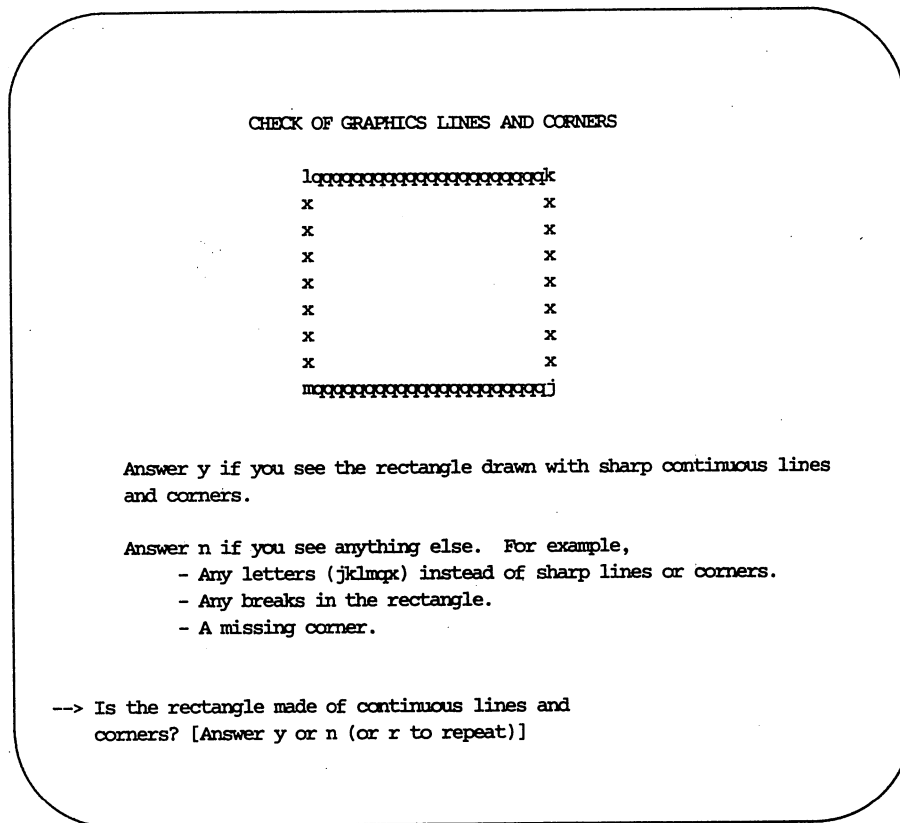 CHECK OF GRAPHICS LINES AND CORNERS
lqqqqqqqqqqqqqqqqqqqqqk
x x
x x
x x
x x
x x
x x
x x
mqqqqqqqqqqqqqqqqqqqqqj
Answer y if you see the rectangle drawn with sharp continuous lines
and corners.
Answer n if you see anything else. For example,
- Any letters (jklmqx) instead of sharp lines or corners.
- Any breaks in the rectangle.
- A missing corner.
--> Is the rectangle made of continuous lines and
corners? [Answer y or n (or r to repeat)]